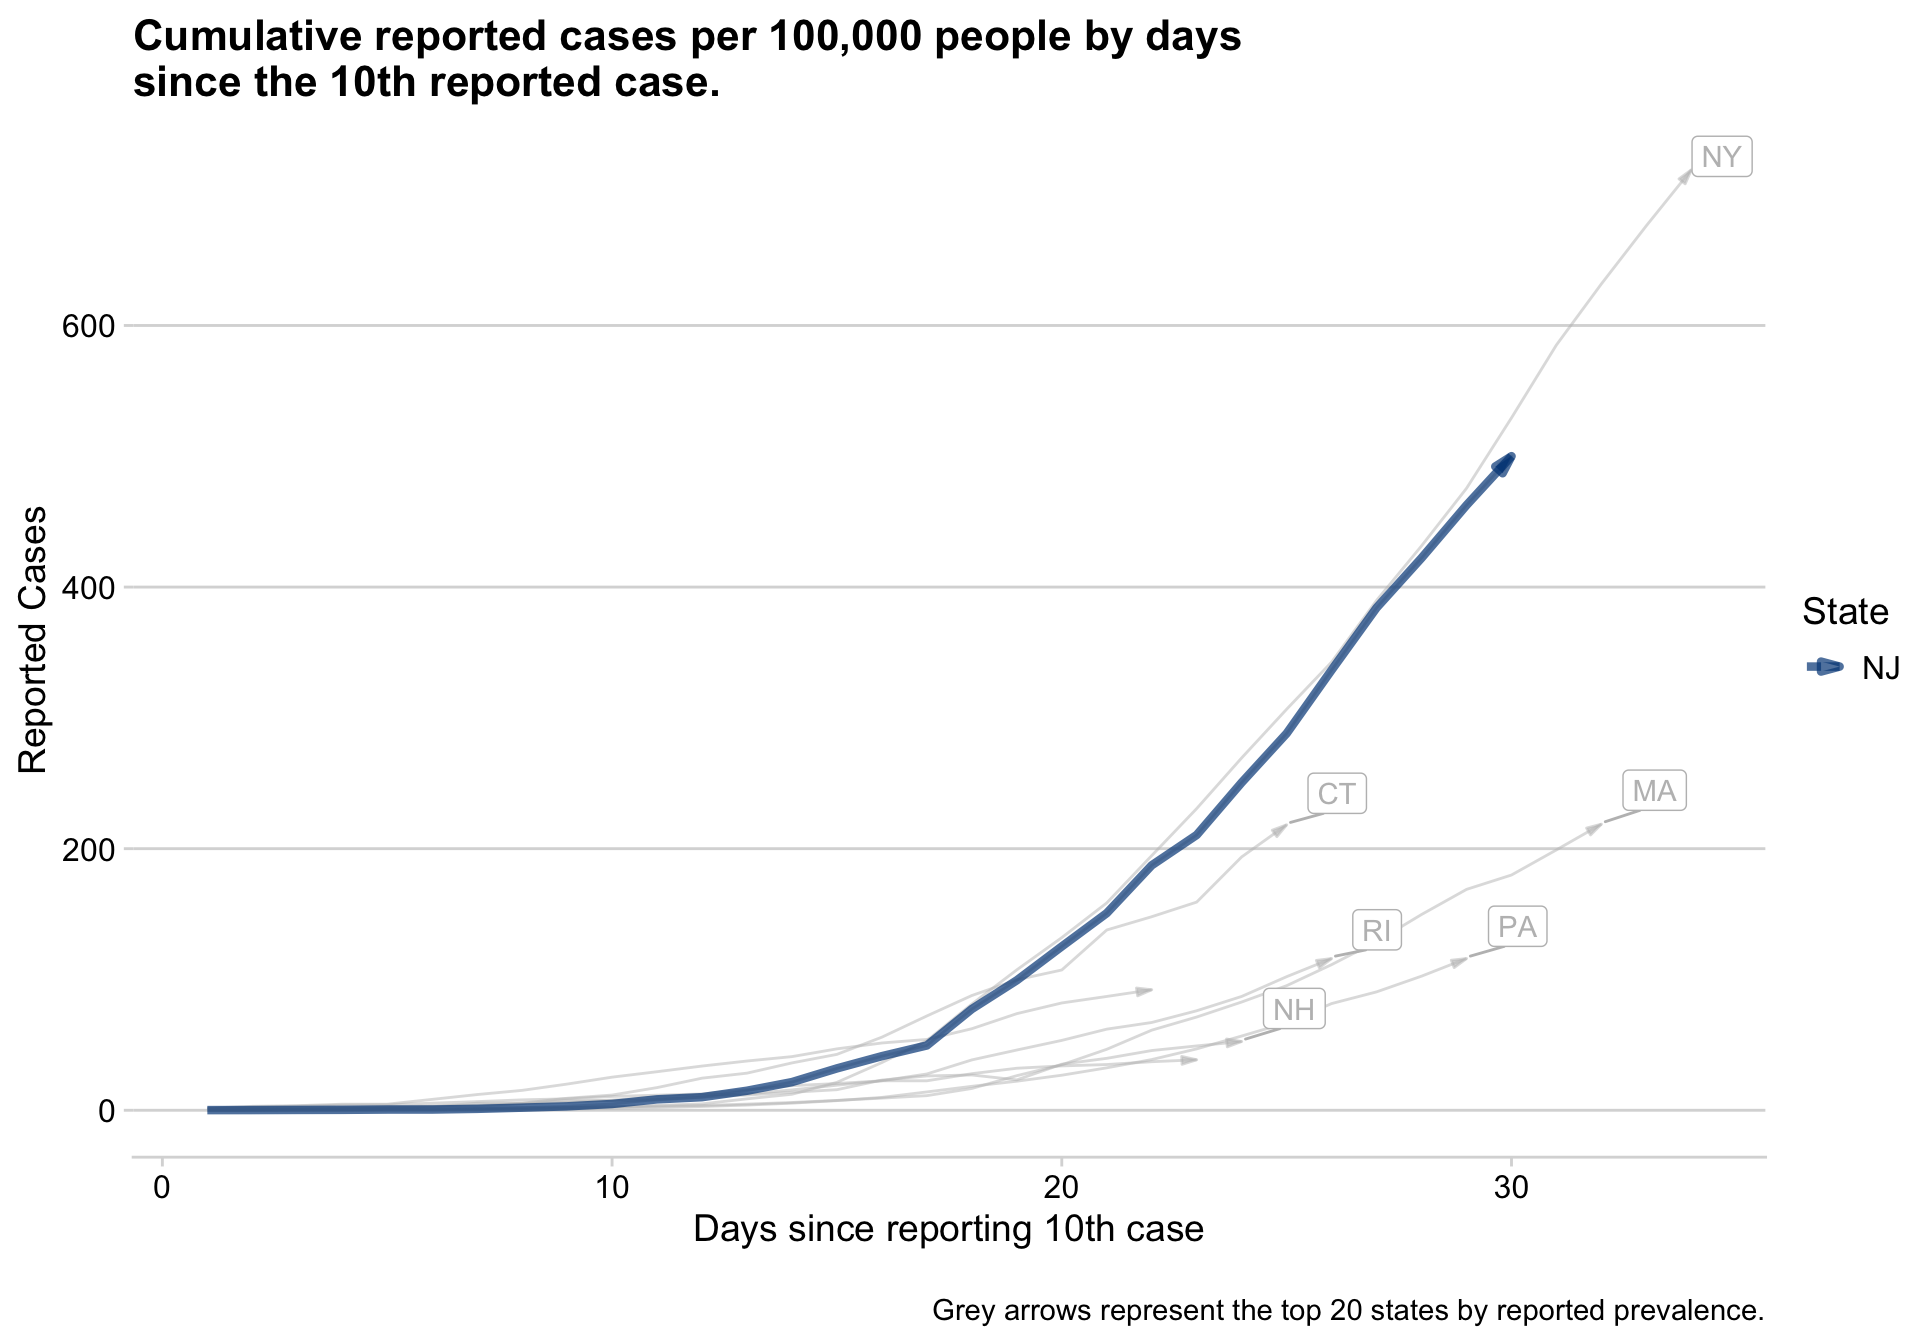 Cumulative reported cases per 100,000 people by days
since the 10th reported case.
NY
600
400
200
0
Reported Cases
CT
MA
RI
PA
NH
State
NJ
0
10
20
30
Days since reporting 10th case
Grey arrows represent the top 20 states by reported prevalence.